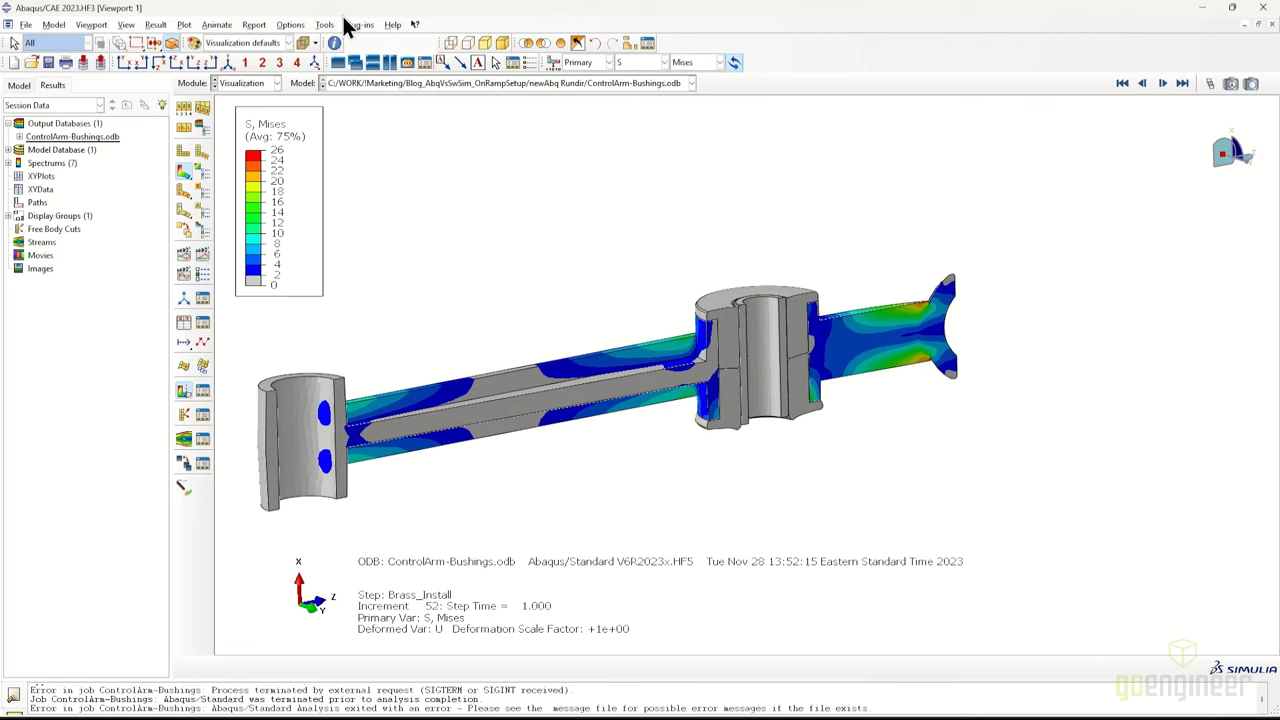 Abaqus/CAE 2023.HF3 [Viewport: 1]
File Model Viewport View Result Plot Animate Report Options Tools Plug-ins Help
All Visualization defaults
1 2 3 4 Primary S Mises
Model Results Module: Visualization Model: C:/WORK/!Marketing/Blog_AbqVsSwSim_OnRampSetup/newAbq Rundir/ControlArm-Bushings.odb
Session Data
Output Databases (1)
ControlArm-Bushings.odb
Model Database (1)
Spectrums (7)
XYPlots
XYData
Paths
Display Groups (1)
Free Body Cuts
Streams
Movies
Images
S, Mises
(Avg: 75%)
26
24
22
20
18
16
14
12
10
8
6
4
2
0
X
Z
Y
ODB: ControlArm-Bushings.odb Abaqus/Standard V6R2023x.HF5 Tue Nov 28 13:52:15 Eastern Standard Time 2023
Step: Brass_Install
Increment 52: Step Time = 1.000
Primary Var: S, Mises
Deformed Var: U Deformation Scale Factor: +1e+00
SIMULIA
goengineer
Error in job ControlArm-Bushings: Process terminated by external request (SIGTERM or SIGINT received).
Job ControlArm-Bushings: Abaqus/Standard was terminated prior to analysis completion.
Error in job ControlArm-Bushings: Abaqus/Standard Analysis exited with an error - Please see the message file for possible error messages if the file exists.